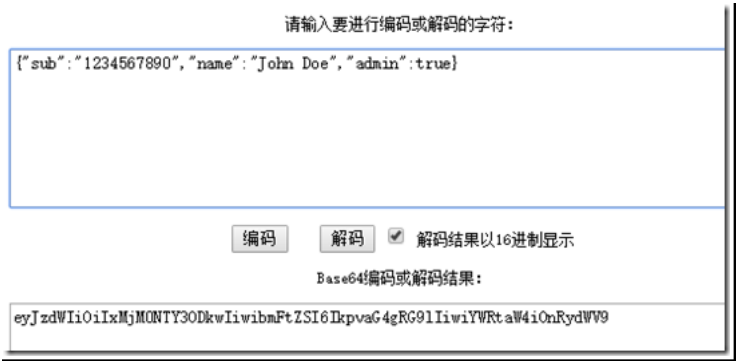 请输入要进行编码或解码的字符：
{"sub":"1234567890","name":"John Doe","admin":true}
编码 解码 解码结果以16进制显示
Base64编码或解码结果：
eyJzdWIiOiIxMjM0NTY3ODkwIiwibmFtZSI6IkpvaG4gRG9lIiwiYWRtaW4iOnRydWV9